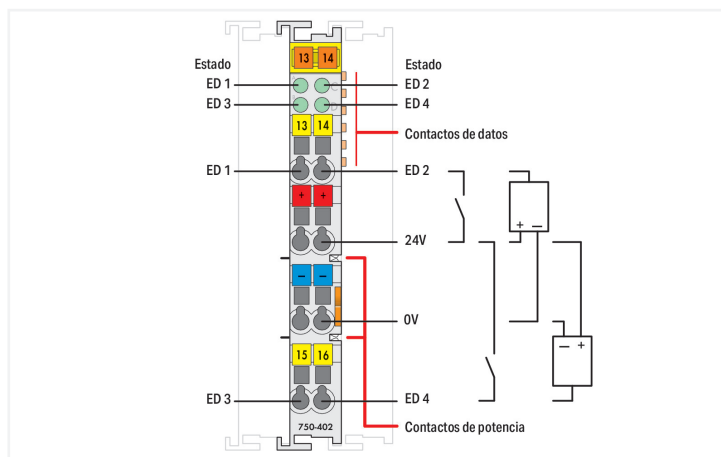 13 14
Estado
Estado
ED 1
C
ED 2
ED 3
D
ED 4
13 14
Contactos de datos
ED 1
ED 2
+ +
+ –
24V
– –
0V
– +
15 16
ED 3
ED 4
750-402
Contactos de potencia